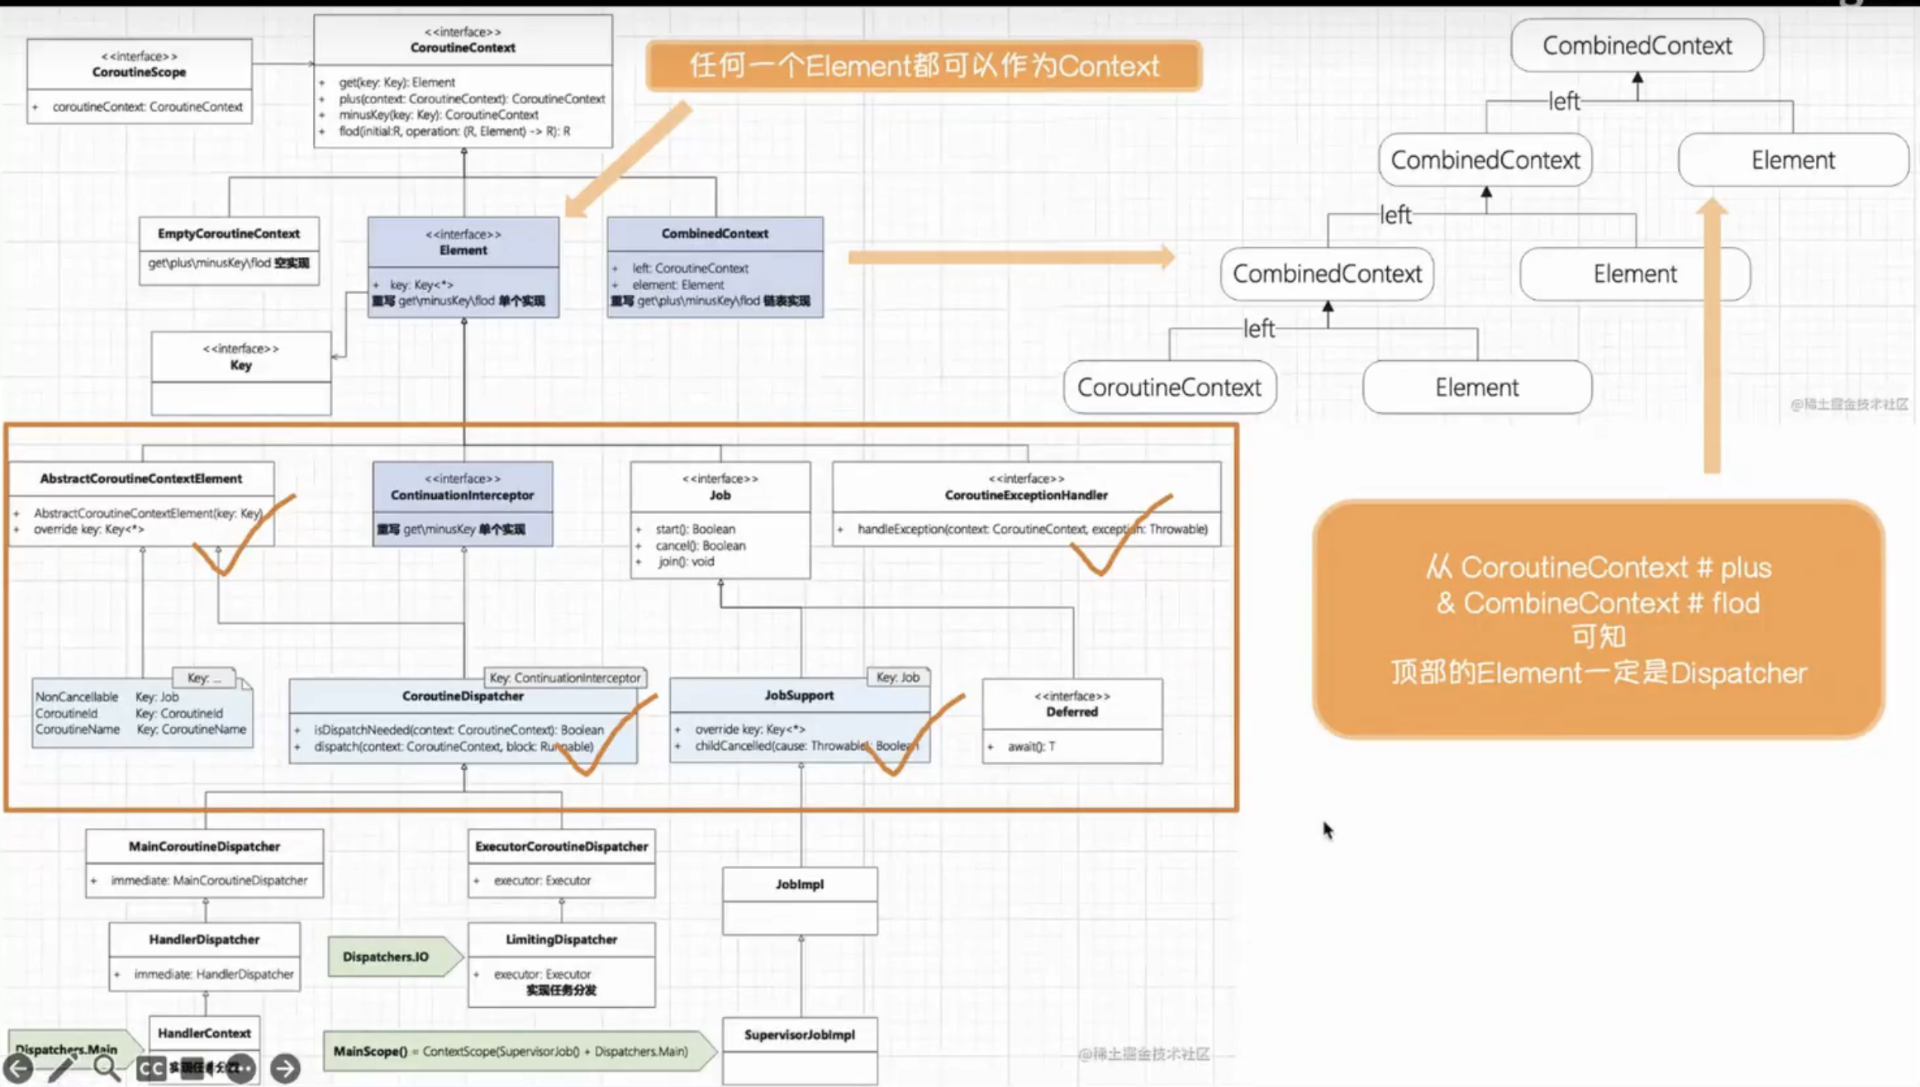 <<interface>>
CoroutineScope
+ coroutineContext: CoroutineContext
<<interface>>
CoroutineContext
+ get(key: Key): Element
+ plus(context: CoroutineContext): CoroutineContext
+ minusKey(key: Key): CoroutineContext
+ flod(initial:R, operation: (R, Element) -> R): R
任何一个Element都可以作为Context
EmptyCoroutineContext
get\plus\minusKey\flod 空实现
<<interface>>
Element
+ key: Key<*>
重写 get\minusKey\flod 单个实现
CombinedContext
+ left: CoroutineContext
+ element: Element
重写 get\plus\minusKey\flod 链表实现
<<interface>>
Key
CombinedContext
left
CombinedContext
Element
left
CombinedContext
Element
left
CoroutineContext
Element
@稀土掘金技术社区
AbstractCoroutineContextElement
+ AbstractCoroutineContextElement(key: Key)
+ override key: Key<*>
<<interface>>
ContinuationInterceptor
重写 get\minusKey 单个实现
<<interface>>
Job
+ start(): Boolean
+ cancel(): Boolean
+ join(): void
<<interface>>
CoroutineExceptionHandler
+ handleException(context: CoroutineContext, exception: Throwable)
从 CoroutineContext # plus
& CombineContext # flod
可知
顶部的Element一定是Dispatcher
Key: ...
NonCancellable Key: Job
CoroutineId Key: CoroutineId
CoroutineName Key: CoroutineName
Key: ContinuationInterceptor
CoroutineDispatcher
+ isDispatchNeeded(context: CoroutineContext): Boolean
+ dispatch(context: CoroutineContext, block: Runnable)
Key: Job
JobSupport
+ override key: Key<*>
+ childCancelled(cause: Throwable): Boolean
<<interface>>
Deferred
+ await(): T
MainCoroutineDispatcher
+ immediate: MainCoroutineDispatcher
ExecutorCoroutineDispatcher
+ executor: Executor
JobImpl
HandlerDispatcher
+ immediate: HandlerDispatcher
Dispatchers.IO
LimitingDispatcher
+ executor: Executor
实现任务分发
Dispatchers.Main
HandlerContext
实现任务分发
CC
MainScope() = ContextScope(SupervisorJob() + Dispatchers.Main)
SupervisorJobImpl
@稀土掘金技术社区